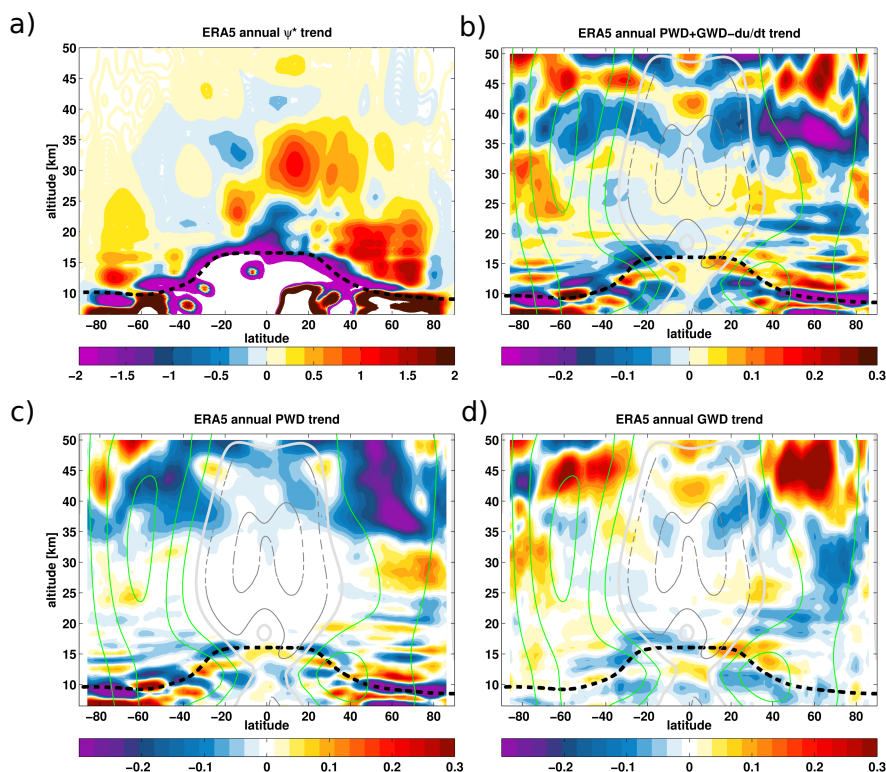 a)
ERA5 annual ψ* trend
50
45
40
35
30
25
20
15
10
altitude [km]
−80 −60 −40 −20 0 20 40 60 80
latitude
−2 −1.5 −1 −0.5 0 0.5 1 1.5 2
b)
ERA5 annual PWD+GWD−du/dt trend
50
45
40
35
30
25
20
15
10
−80 −60 −40 −20 0 20 40 60 80
latitude
−0.2 −0.1 0 0.1 0.2 0.3
c)
ERA5 annual PWD trend
50
45
40
35
30
25
20
15
10
altitude [km]
−80 −60 −40 −20 0 20 40 60 80
latitude
−0.2 −0.1 0 0.1 0.2 0.3
d)
ERA5 annual GWD trend
50
45
40
35
30
25
20
15
10
altitude [km]
−80 −60 −40 −20 0 20 40 60 80
latitude
−0.2 −0.1 0 0.1 0.2 0.3